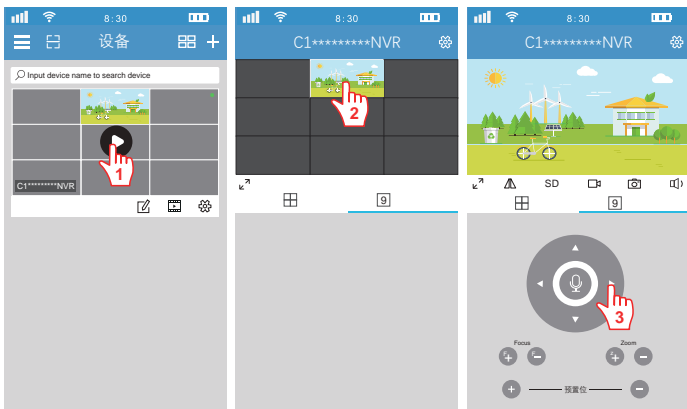 8:30
设备
Input device name to search device
C1*********NVR
1
8:30
C1*********NVR
2
9
8:30
C1*********NVR
SD
9
3
Focus
Zoom
+
−
+
−
+
预置位
−